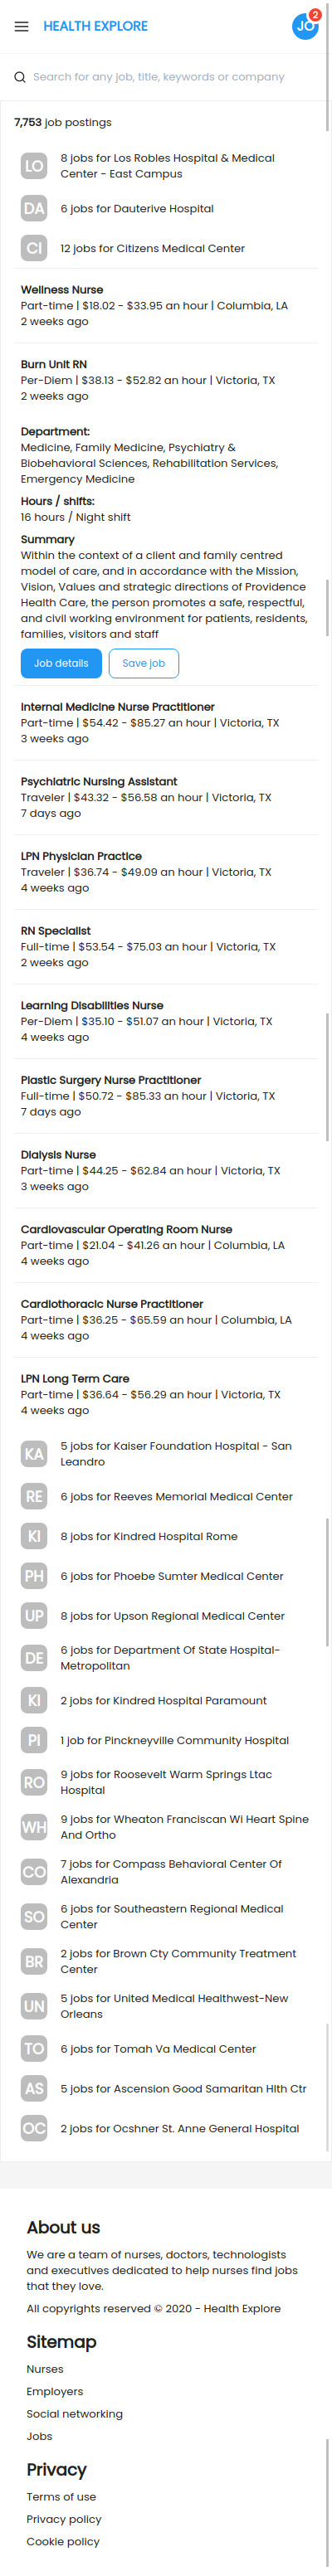 HEALTH EXPLORE
JO
2
Search for any job, title, keywords or company
7,753 job postings
LO
8 jobs for Los Robles Hospital & Medical
Center - East Campus
DA
6 jobs for Dauterive Hospital
CI
12 jobs for Citizens Medical Center
Wellness Nurse
Part-time | $18.02 - $33.95 an hour | Columbia, LA
2 weeks ago
Burn Unit RN
Per-Diem | $38.13 - $52.82 an hour | Victoria, TX
2 weeks ago
Department:
Medicine, Family Medicine, Psychiatry &
Biobehavioral Sciences, Rehabilitation Services,
Emergency Medicine
Hours / shifts:
16 hours / Night shift
Summary
Within the context of a client and family centred
model of care, and in accordance with the Mission,
Vision, Values and strategic directions of Providence
Health Care, the person promotes a safe, respectful,
and civil working environment for patients, residents,
families, visitors and staff
Job details
Save job
Internal Medicine Nurse Practitioner
Part-time | $54.42 - $85.27 an hour | Victoria, TX
3 weeks ago
Psychiatric Nursing Assistant
Traveler | $43.32 - $56.58 an hour | Victoria, TX
7 days ago
LPN Physician Practice
Traveler | $36.74 - $49.09 an hour | Victoria, TX
4 weeks ago
RN Specialist
Full-time | $53.54 - $75.03 an hour | Victoria, TX
2 weeks ago
Learning Disabilities Nurse
Per-Diem | $35.10 - $51.07 an hour | Victoria, TX
4 weeks ago
Plastic Surgery Nurse Practitioner
Full-time | $50.72 - $85.33 an hour | Victoria, TX
7 days ago
Dialysis Nurse
Part-time | $44.25 - $62.84 an hour | Victoria, TX
3 weeks ago
Cardiovascular Operating Room Nurse
Part-time | $21.04 - $41.26 an hour | Columbia, LA
4 weeks ago
Cardiothoracic Nurse Practitioner
Part-time | $36.25 - $65.59 an hour | Columbia, LA
4 weeks ago
LPN Long Term Care
Part-time | $36.64 - $56.29 an hour | Victoria, TX
4 weeks ago
KA
5 jobs for Kaiser Foundation Hospital - San
Leandro
RE
6 jobs for Reeves Memorial Medical Center
KI
8 jobs for Kindred Hospital Rome
PH
6 jobs for Phoebe Sumter Medical Center
UP
8 jobs for Upson Regional Medical Center
DE
6 jobs for Department Of State Hospital-
Metropolitan
KI
2 jobs for Kindred Hospital Paramount
PI
1 job for Pinckneyville Community Hospital
RO
9 jobs for Roosevelt Warm Springs Ltac
Hospital
WH
9 jobs for Wheaton Franciscan Wi Heart Spine
And Ortho
CO
7 jobs for Compass Behavioral Center Of
Alexandria
SO
6 jobs for Southeastern Regional Medical
Center
BR
2 jobs for Brown Cty Community Treatment
Center
UN
5 jobs for United Medical Healthwest-New
Orleans
TO
6 jobs for Tomah Va Medical Center
AS
5 jobs for Ascension Good Samaritan Hlth Ctr
OC
2 jobs for Ocshner St. Anne General Hospital
About us
We are a team of nurses, doctors, technologists
and executives dedicated to help nurses find jobs
that they love.
All copyrights reserved © 2020 - Health Explore
Sitemap
Nurses
Employers
Social networking
Jobs
Privacy
Terms of use
Privacy policy
Cookie policy